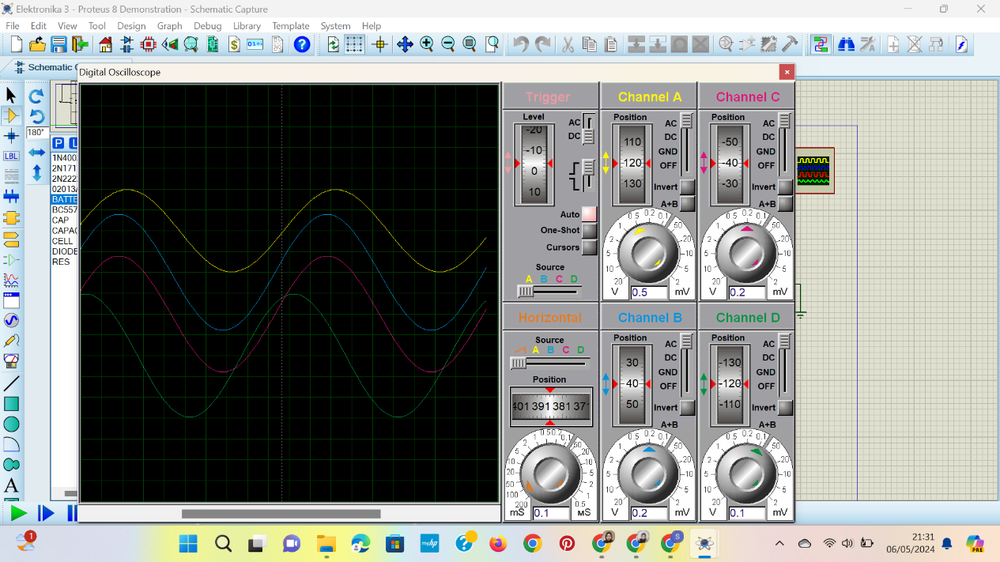 Elektronika 3 - Proteus 8 Demonstration - Schematic Capture
File Edit View Tool Design Graph Debug Library Template System Help
Schematic C
Digital Oscilloscope
180°
LBL
P L
1N400
2N171
2N222
02013A
BATTE
BC557
CAP
CAPAC
CELL
DIODE
RES
A
Trigger
Level
-20
-10
0
10
AC
DC
Auto
One-Shot
Cursors
Source
A B C D
Channel A
Position
110
120
130
AC
DC
GND
OFF
Invert
A+B
20 10 5 2 1 0.5 0.2 0.1 50 20 10 5 2
V 0.5 mV
Channel C
Position
-50
-40
-30
AC
DC
GND
OFF
Invert
A+B
20 10 5 2 1 0.5 0.2 0.1 50 20 10 5 2
V 0.2 mV
Horizontal
Source
A B C D
Position
401 391 381 371
200 100 50 20 10 5 2 1 0.5 0.2 0.1 50 20 10 5 2 1 0.5
mS 0.1 µS
Channel B
Position
30
40
50
AC
DC
GND
OFF
Invert
A+B
20 10 5 2 1 0.5 0.2 0.1 50 20 10 5 2
V 0.2 mV
Channel D
Position
-130
-120
-110
AC
DC
GND
OFF
Invert
A+B
20 10 5 2 1 0.5 0.2 0.1 50 20 10 5 2
V 0.1 mV
1
myhp
S
21:31
06/05/2024
PRE